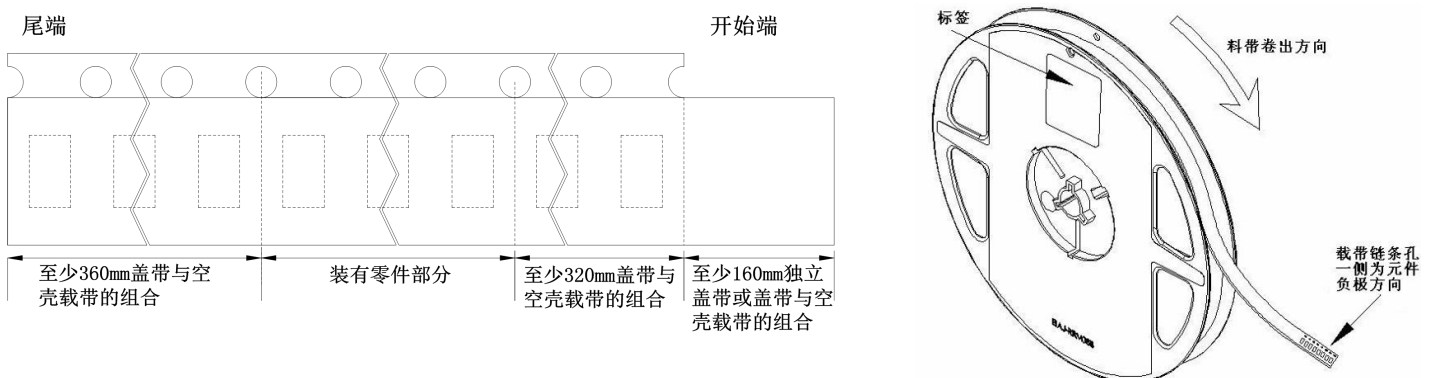 尾端
开始端
至少360mm盖带与空
壳载带的组合
装有零件部分
至少320mm盖带与
空壳载带的组合
至少160mm独立
盖带或盖带与空
壳载带的组合
标签
料带卷出方向
载带链条孔
一侧为元件
负极方向